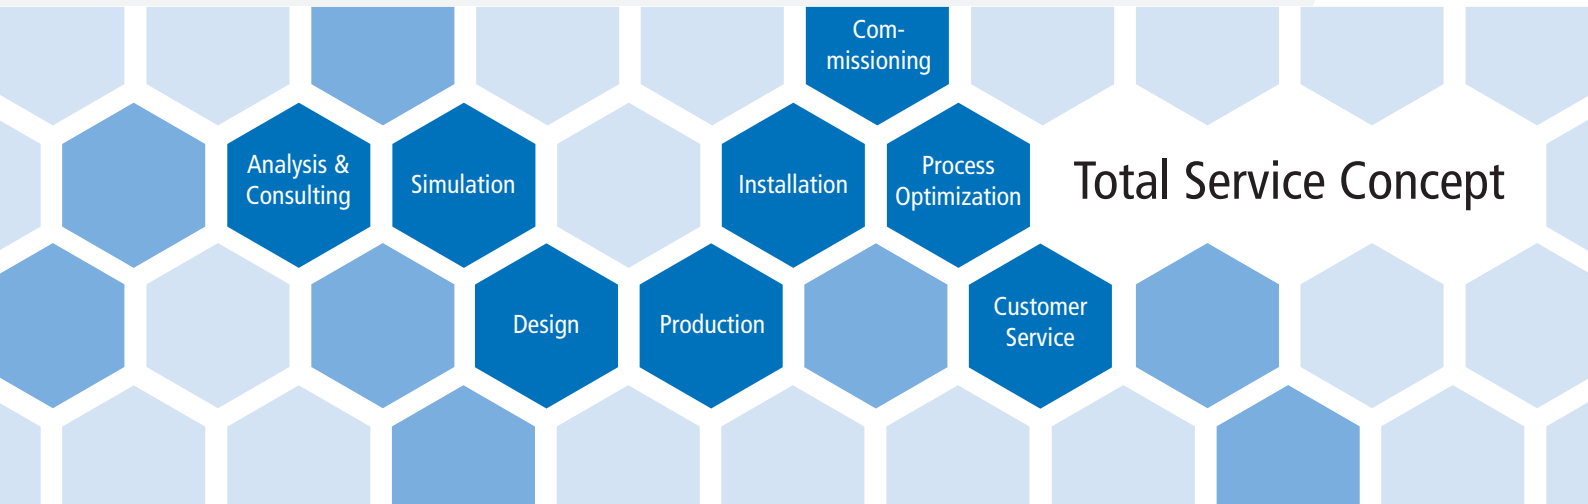 Com-
missioning
Analysis &
Consulting
Simulation
Installation
Process
Optimization
Total Service Concept
Design
Production
Customer
Service